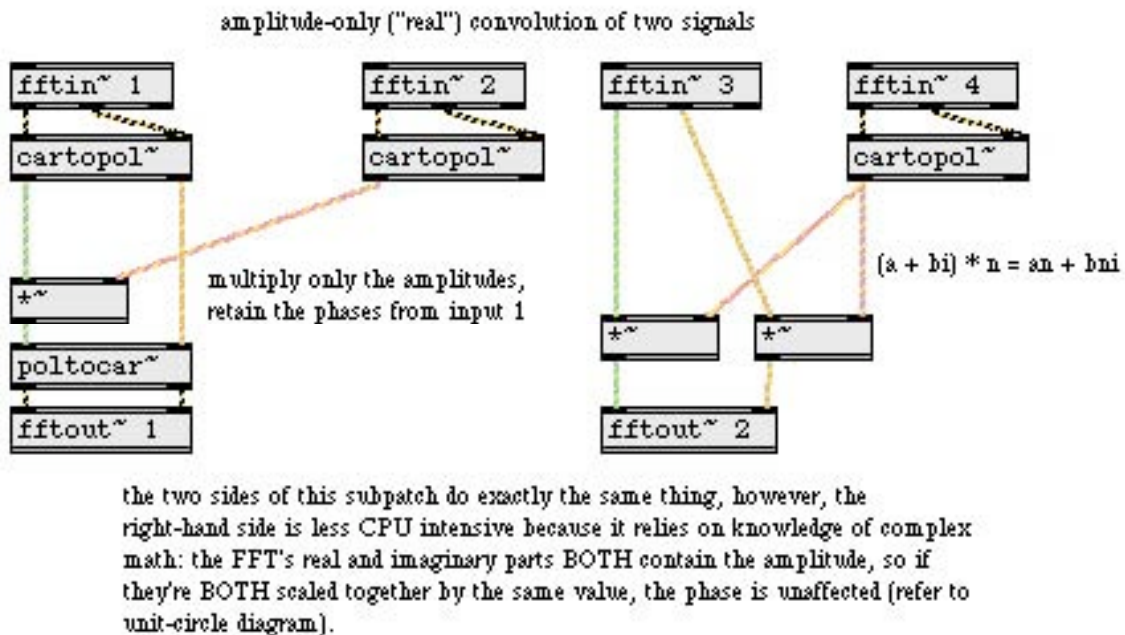 amplitude-only ("real") convolution of two signals
fftin~ 1
fftin~ 2
fftin~ 3
fftin~ 4
cartopol~
cartopol~
cartopol~
multiply only the amplitudes,
retain the phases from input 1
(a + bi) * n = an + bni
*~
*~
*~
poltocar~
fftout~ 1
fftout~ 2
the two sides of this subpatch do exactly the same thing, however, the
right-hand side is less CPU intensive because it relies on knowledge of complex
math: the FFT's real and imaginary parts BOTH contain the amplitude, so if
they're BOTH scaled together by the same value, the phase is unaffected (refer to
unit-circle diagram).